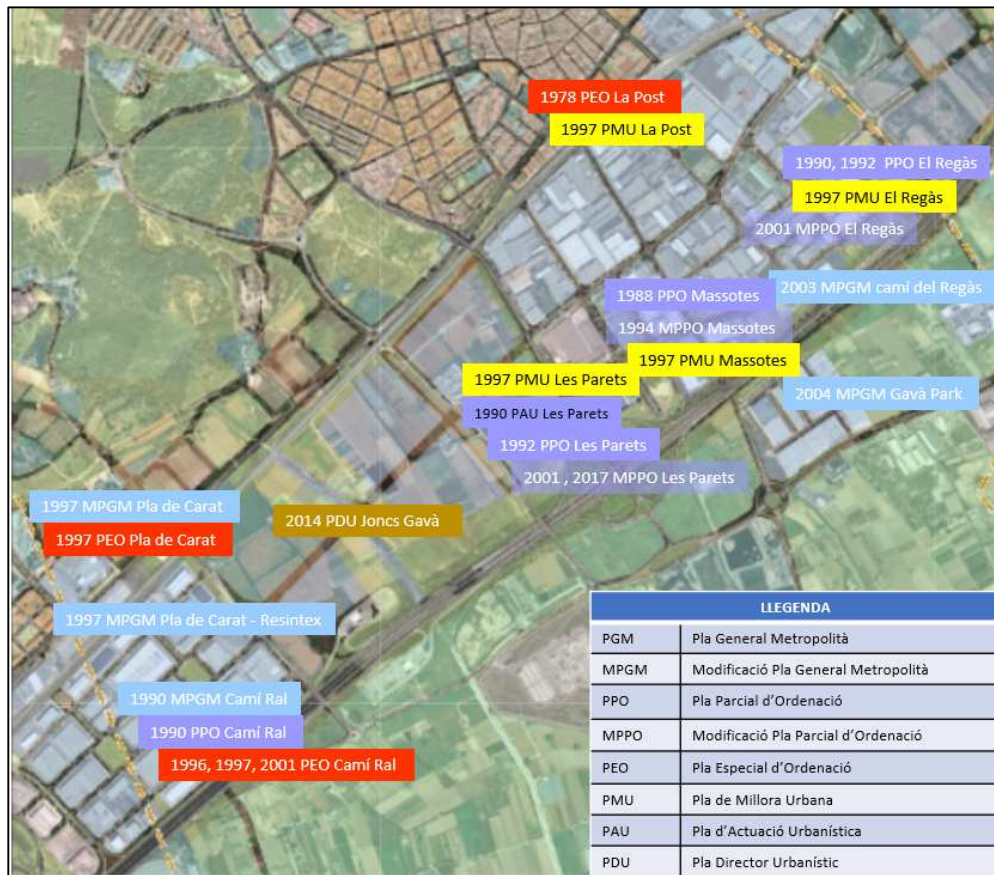 1978 PEO La Post
1997 PMU La Post
1990, 1992 PPO El Regàs
1997 PMU El Regàs
2001 MPPO El Regàs
1988 PPO Massotes
2003 MPGM camí del Regàs
1994 MPPO Massotes
1997 PMU Massotes
1997 PMU Les Parets
2004 MPGM Gavà Park
1990 PAU Les Parets
1992 PPO Les Parets
2001 , 2017 MPPO Les Parets
1997 MPGM Pla de Carat
2014 PDU Joncs Gavà
1997 PEO Pla de Carat
1997 MPGM Pla de Carat - Resintex
1990 MPGM Camí Ral
1990 PPO Camí Ral
1996, 1997, 2001 PEO Camí Ral
LLEGENDA
PGM Pla General Metropolità
MPGM Modificació Pla General Metropolità
PPO Pla Parcial d'Ordenació
MPPO Modificació Pla Parcial d'Ordenació
PEO Pla Especial d'Ordenació
PMU Pla de Millora Urbana
PAU Pla d'Actuació Urbanística
PDU Pla Director Urbanístic